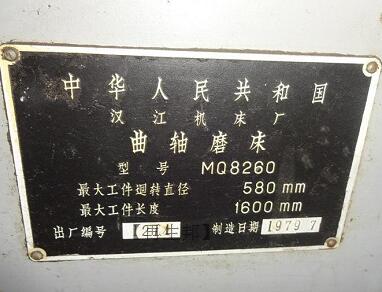 中华人民共和国
汉江机床厂
曲轴磨床
型号 MQ8260
最大工件迴转直径 580 mm
最大工件长度 1600 mm
出厂编号 制造日期 1979 7